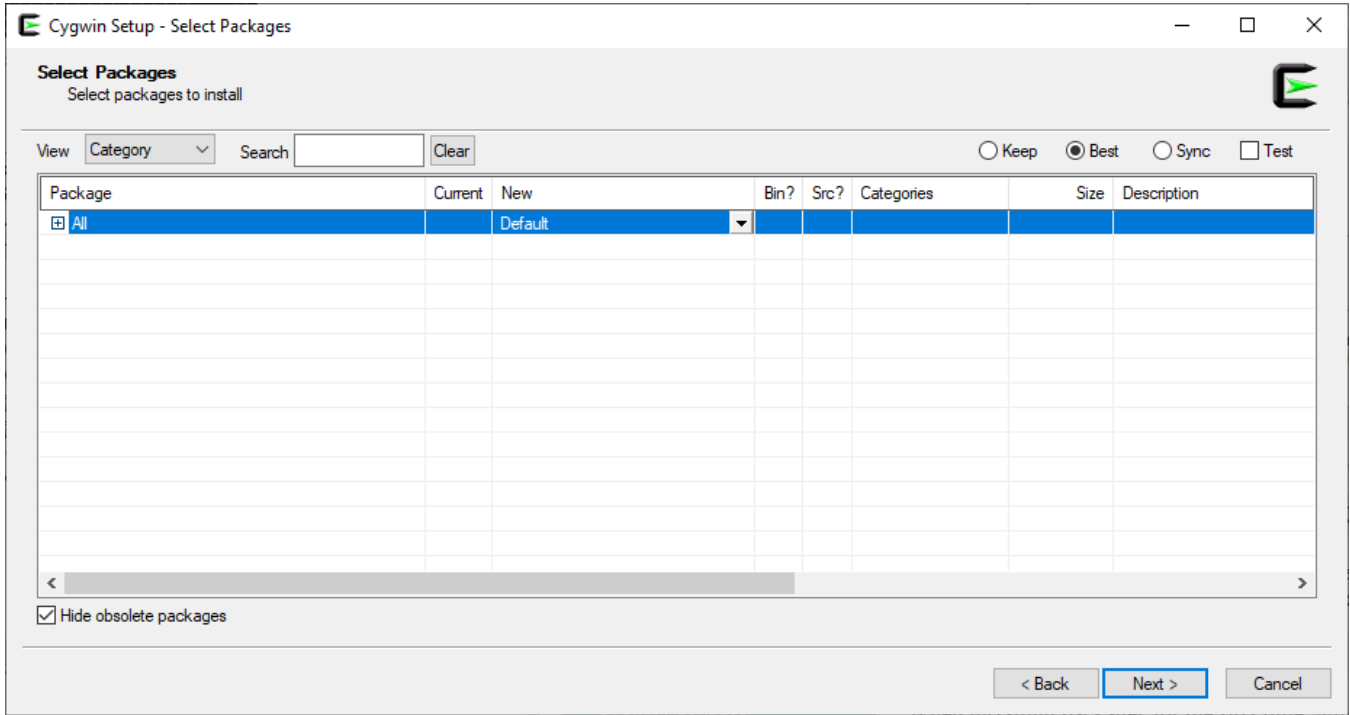 Cygwin Setup - Select Packages
Select Packages
Select packages to install
View Category Search Clear Keep Best Sync Test
Package Current New Bin? Src? Categories Size Description
All Default
Hide obsolete packages
< Back Next > Cancel